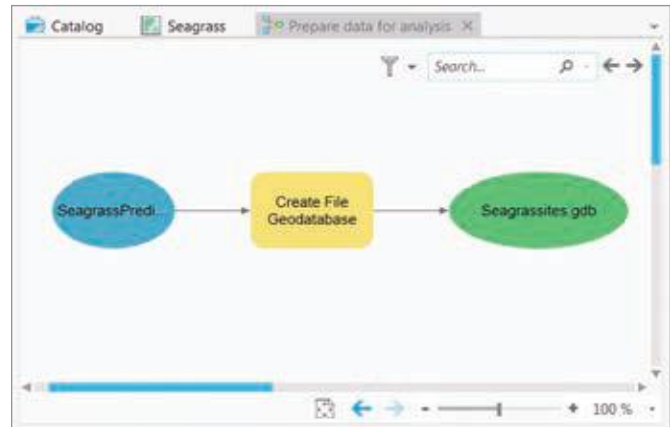 Catalog Seagrass Prepare data for analysis
Search...
SeagrassPredi...
Create File
Geodatabase
Seagrassites.gdb
100 %